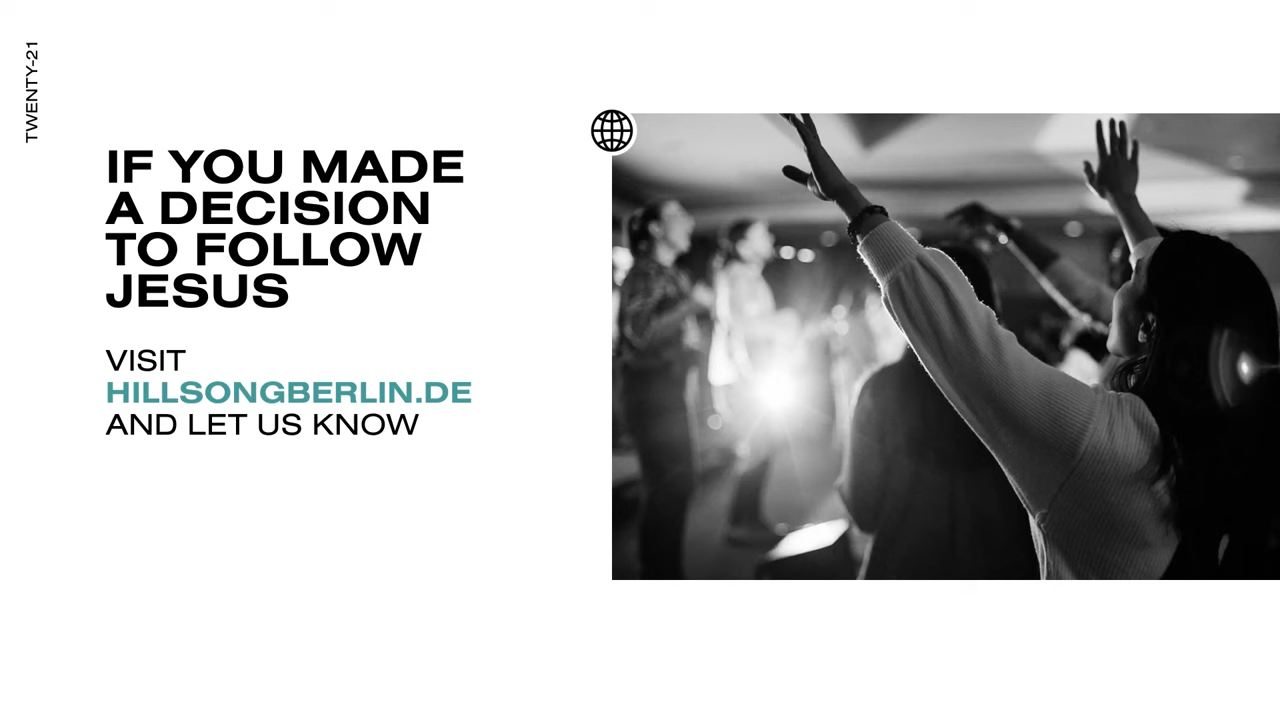 TWENTY-21
IF YOU MADE
A DECISION
TO FOLLOW
JESUS
VISIT
HILLSONGBERLIN.DE
AND LET US KNOW